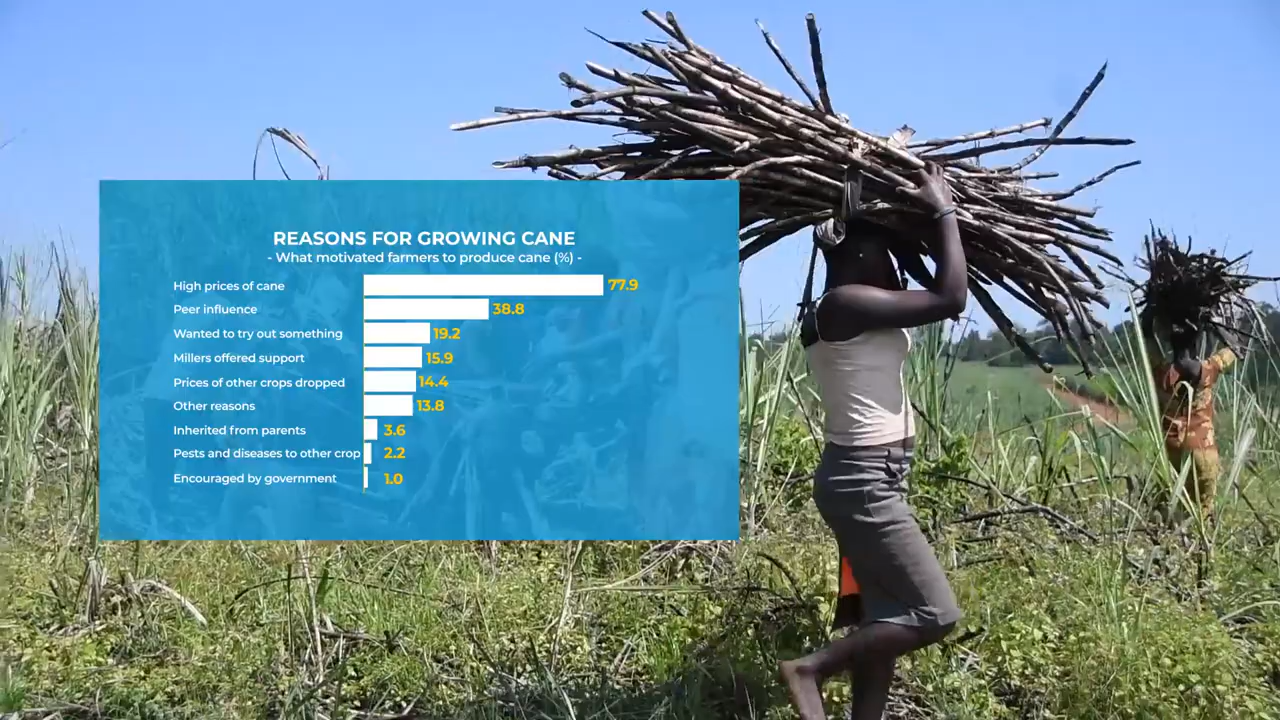 REASONS FOR GROWING CANE
- What motivated farmers to produce cane (%) -
High prices of cane 77.9
Peer influence 38.8
Wanted to try out something 19.2
Millers offered support 15.9
Prices of other crops dropped 14.4
Other reasons 13.8
Inherited from parents 3.6
Pests and diseases to other crop 2.2
Encouraged by government 1.0